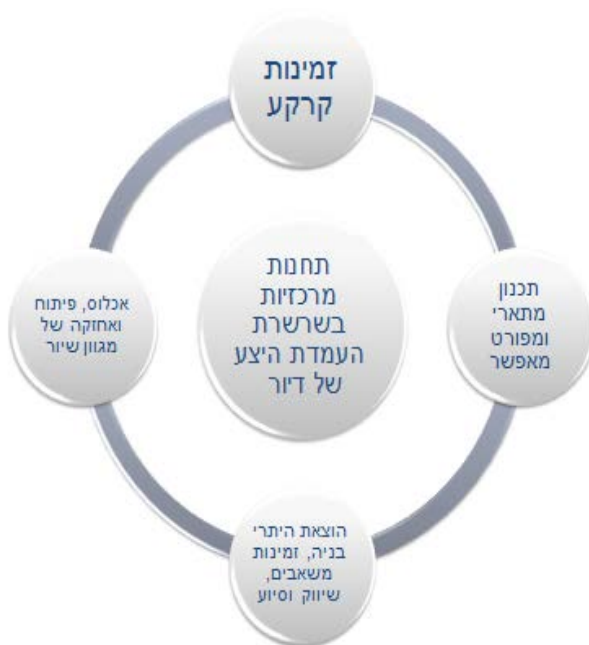 זמינות
קרקע
תכנון
מתארי
ומפורט
מאפשר
הוצאת היתרי
בניה, זמינות
משאבים,
שיווק וסיוע
אכלוס, פיתוח
ואחזקה של
מגוון שיור
תחנות
מרכזיות
בשרשרת
העמדת היצע
של דיור